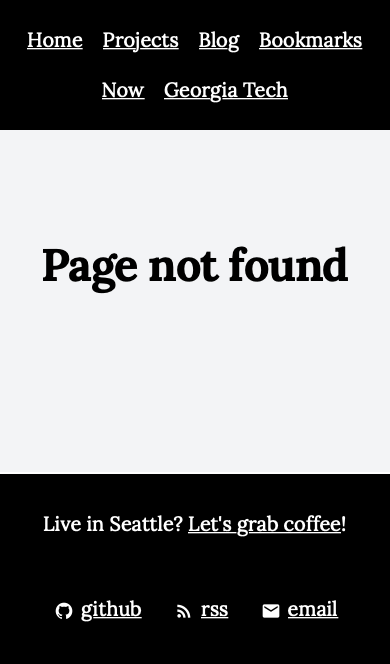 Home Projects Blog Bookmarks
Now Georgia Tech
Page not found
Live in Seattle? Let's grab coffee!
github rss email